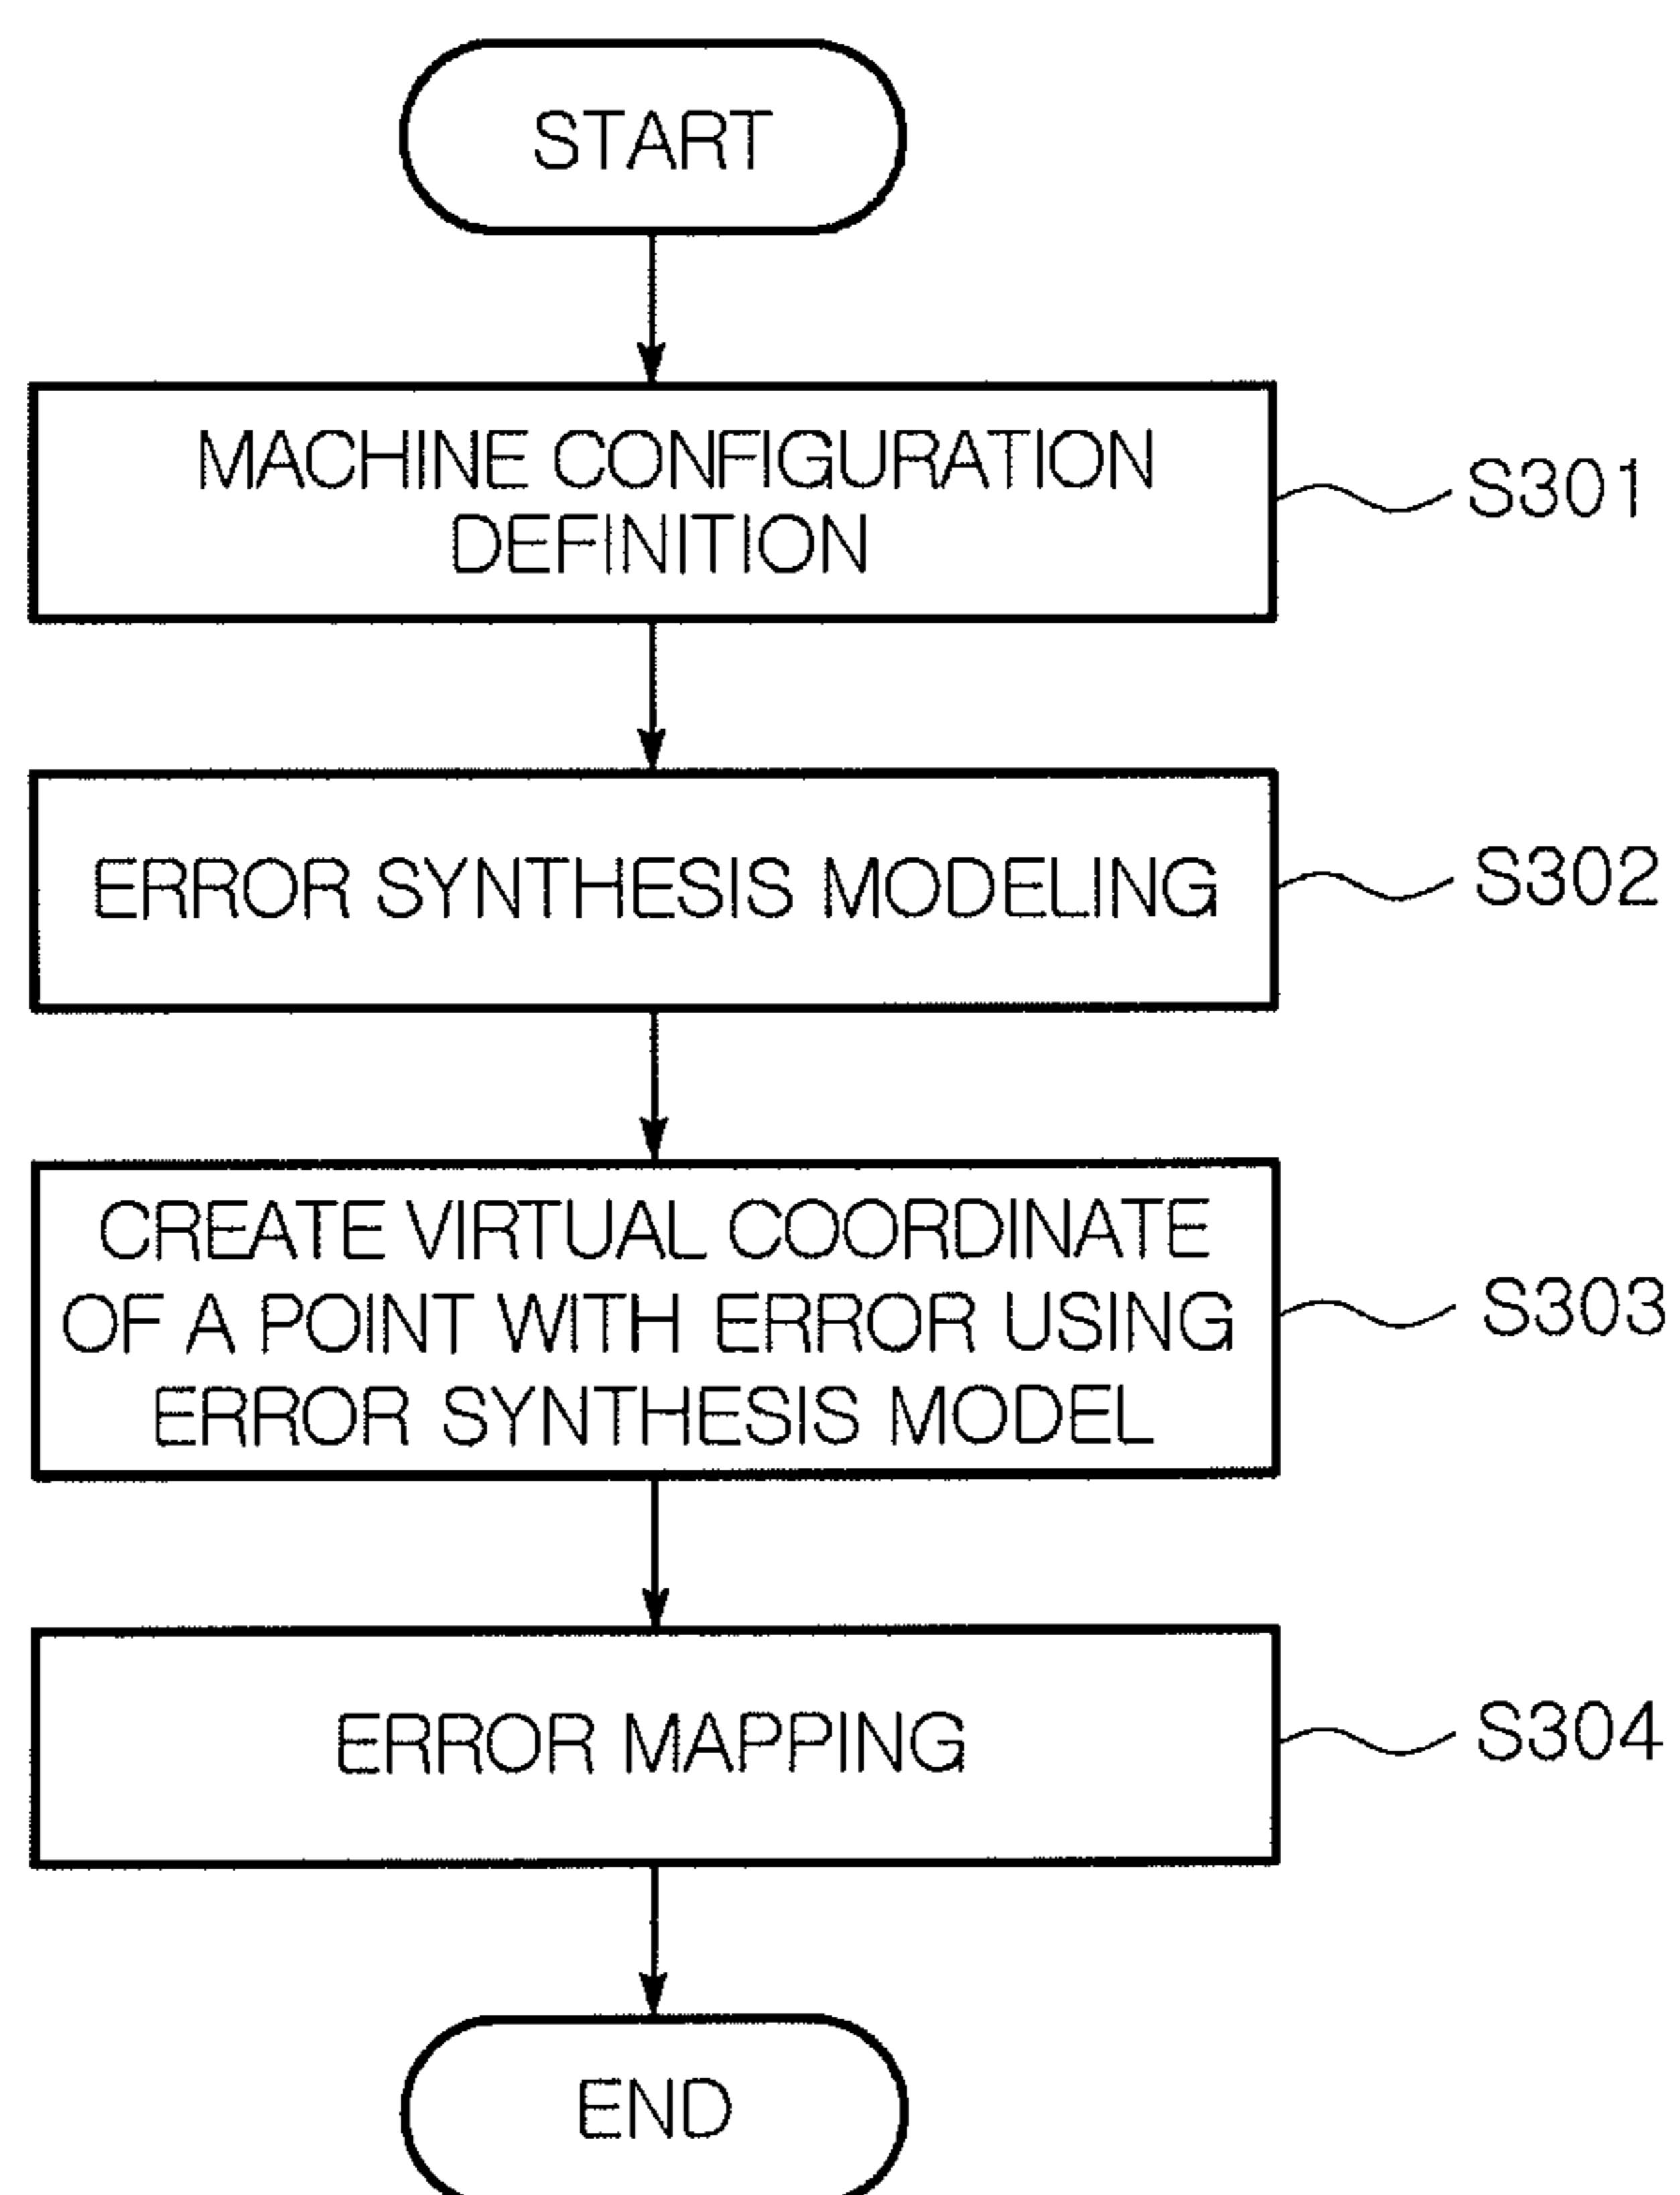 START
MACHINE CONFIGURATION
DEFINITION
S301
ERROR SYNTHESIS MODELING
S302
CREATE VIRTUAL COORDINATE
OF A POINT WITH ERROR USING
ERROR SYNTHESIS MODEL
S303
ERROR MAPPING
S304
END